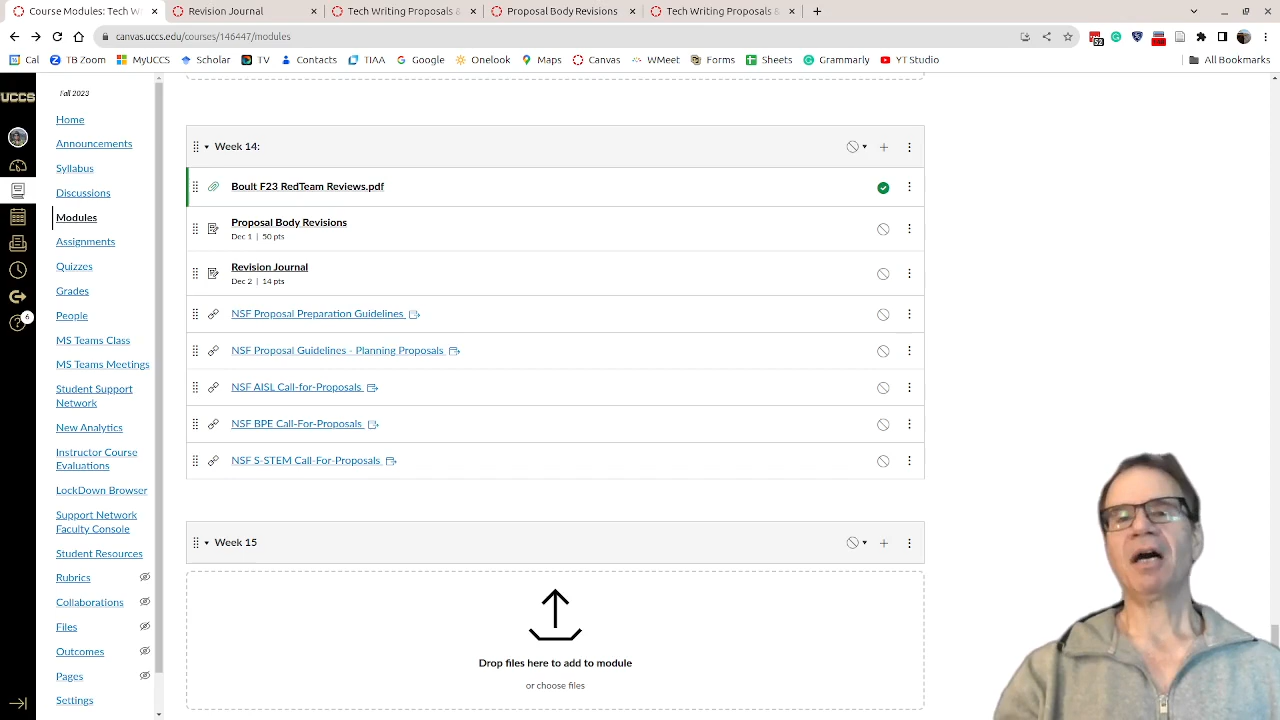 Course Modules: Tech W
Revision Journal
Tech Writing Proposals &
Proposal Body Revisions
Tech Writing Proposals &
canvas.uccs.edu/courses/146447/modules
Cal
TB Zoom
MyUCCS
Scholar
TV
Contacts
TIAA
Google
Onelook
Maps
Canvas
WMeet
Forms
Sheets
Grammarly
YT Studio
All Bookmarks
UCCS
6
Fall 2023
Home
Announcements
Syllabus
Discussions
Modules
Assignments
Quizzes
Grades
People
MS Teams Class
MS Teams Meetings
Student Support
Network
New Analytics
Instructor Course
Evaluations
LockDown Browser
Support Network
Faculty Console
Student Resources
Rubrics
Collaborations
Files
Outcomes
Pages
Settings
Week 14:
Boult F23 RedTeam Reviews.pdf
Proposal Body Revisions
Dec 1 | 50 pts
Revision Journal
Dec 2 | 14 pts
NSF Proposal Preparation Guidelines
NSF Proposal Guidelines - Planning Proposals
NSF AISL Call-for-Proposals
NSF BPE Call-For-Proposals
NSF S-STEM Call-For-Proposals
Week 15
Drop files here to add to module
or choose files